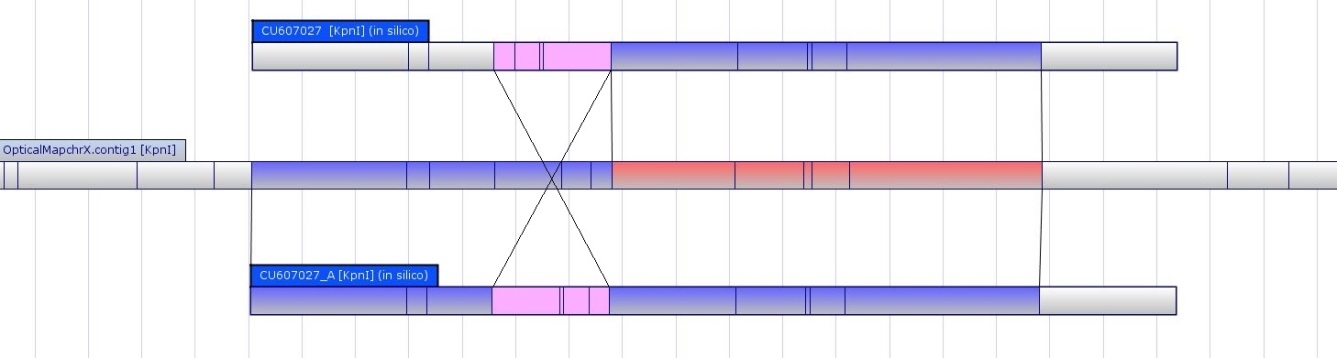 CU607027 [KpnI] (in silico)
OpticalMapchrX.contig1 [KpnI]
CU607027_A [KpnI] (in silico)